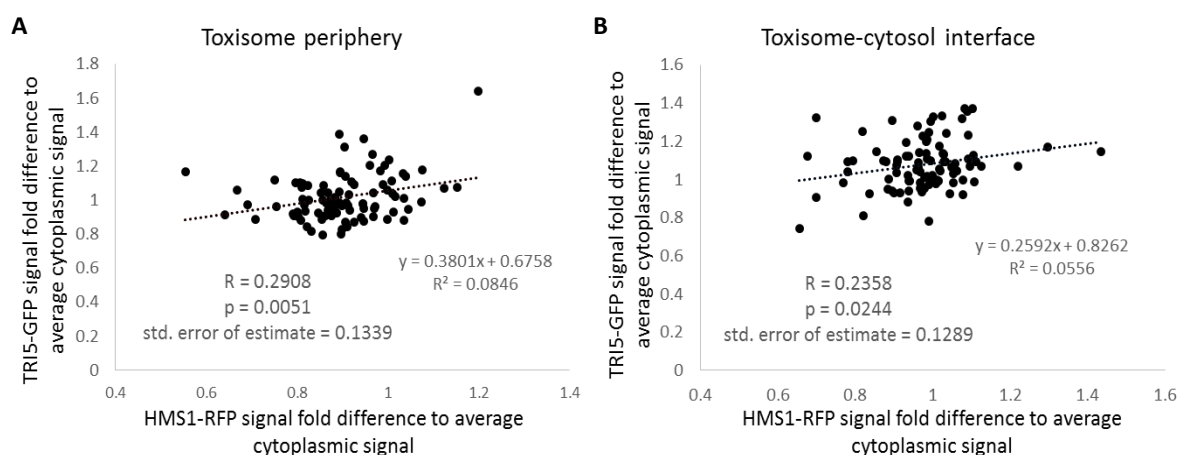 A
Toxisome periphery
TRI5-GFP signal fold difference to
average cytoplasmic signal
1.8
1.6
1.4
1.2
1
0.8
0.6
0.4
0.2
0
y = 0.3801x + 0.6758
R² = 0.0846
R = 0.2908
p = 0.0051
std. error of estimate = 0.1339
0.4
0.6
0.8
1
1.2
1.4
HMS1-RFP signal fold difference to average
cytoplasmic signal
B
Toxisome-cytosol interface
TRI5-GFP signal fold difference to
average cytoplasmic signal
1.6
1.4
1.2
1
0.8
0.6
0.4
0.2
0
y = 0.2592x + 0.8262
R² = 0.0556
R = 0.2358
p = 0.0244
std. error of estimate = 0.1289
0.4
0.6
0.8
1
1.2
1.4
1.6
HMS1-RFP signal fold difference to average
cytoplasmic signal